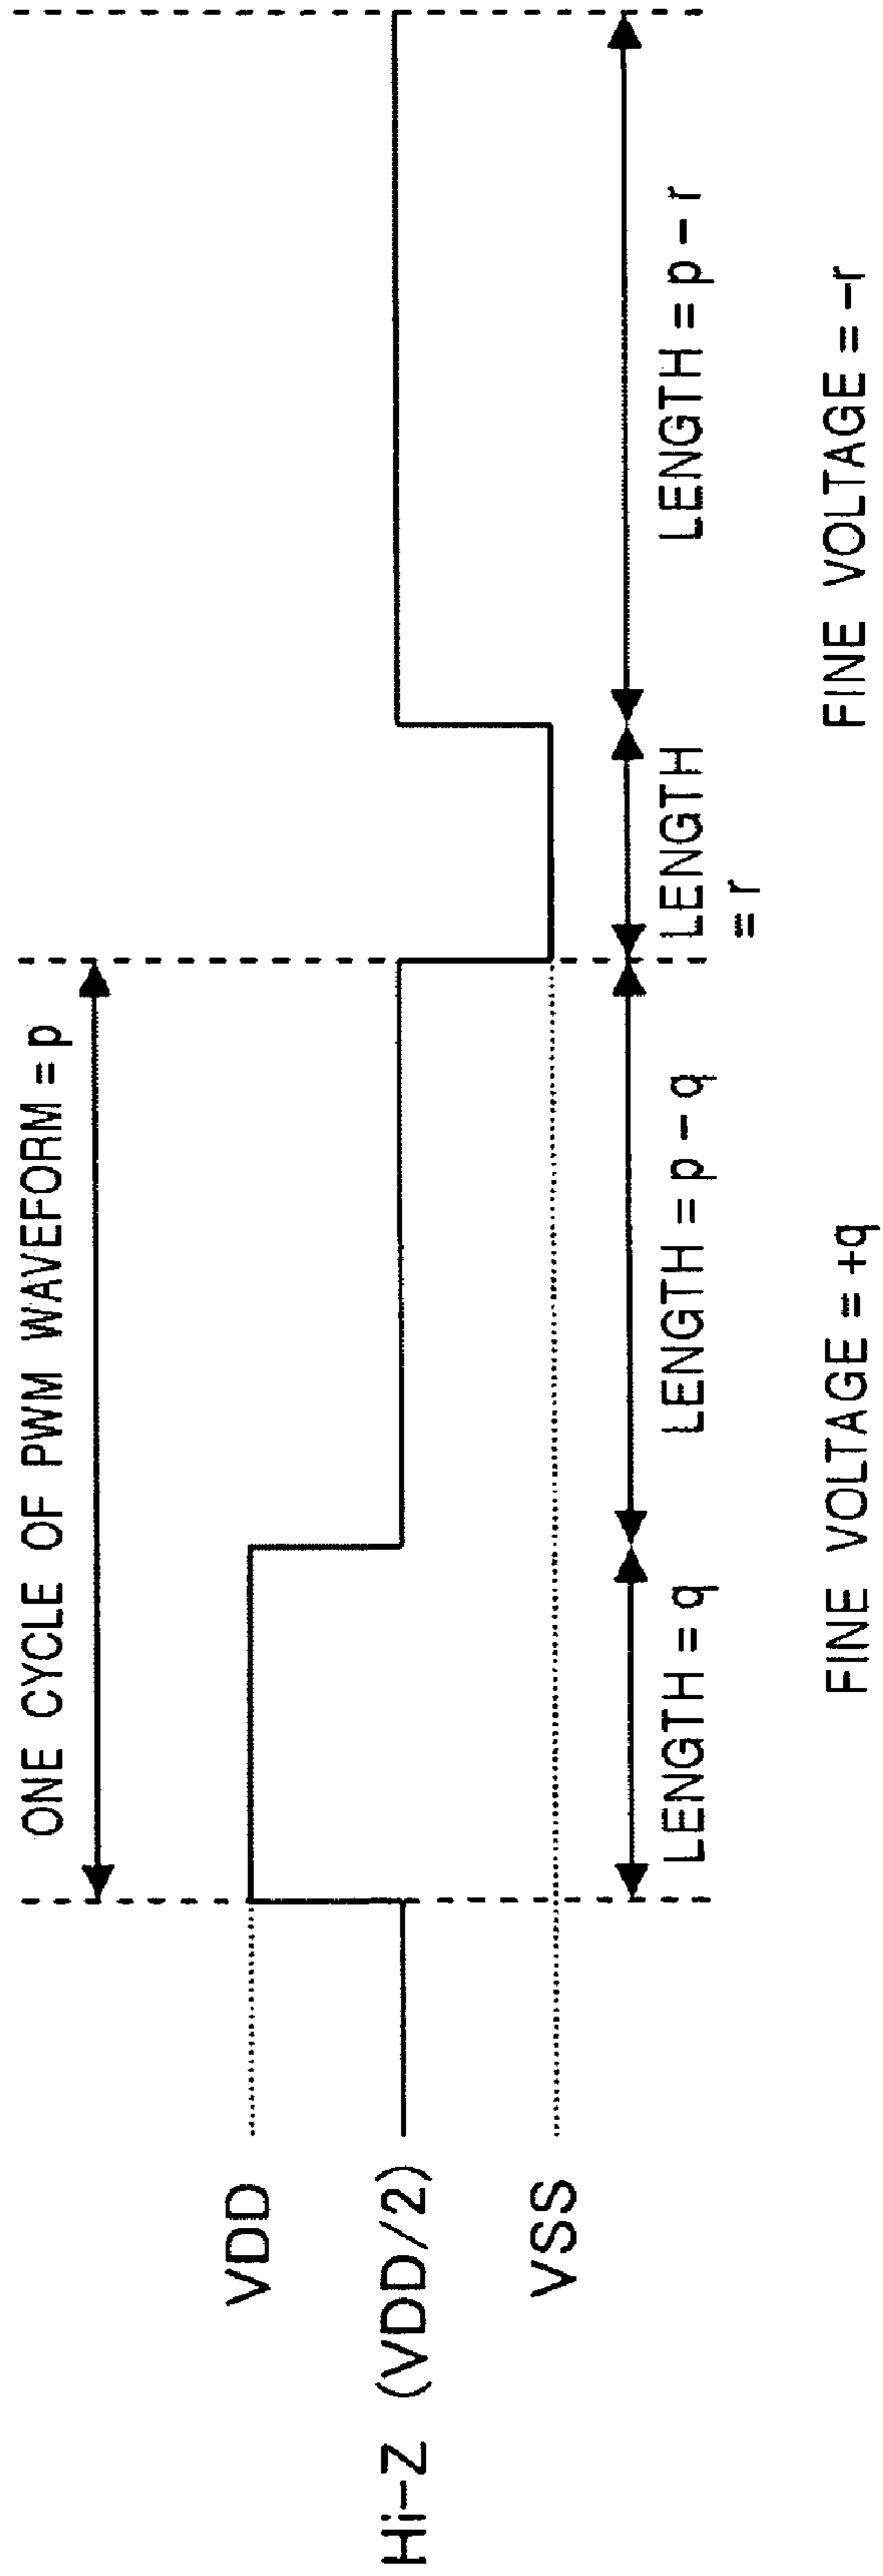 ONE CYCLE OF PWM WAVEFORM = p
VDD
Hi-Z (VDD/2)
VSS
LENGTH = q
LENGTH = p - q
LENGTH
= r
LENGTH = p - r
FINE VOLTAGE = +q
FINE VOLTAGE = -r